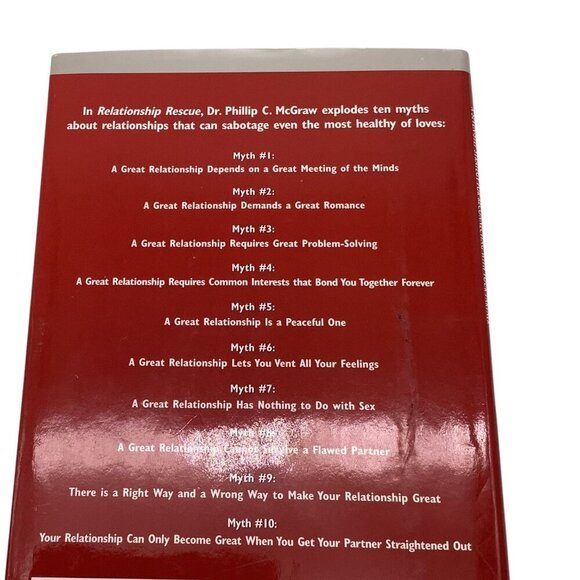 In Relationship Rescue, Dr. Phillip C. McGraw explodes ten myths
about relationships that can sabotage even the most healthy of loves:
Myth #1:
A Great Relationship Depends on a Great Meeting of the Minds
Myth #2:
A Great Relationship Demands a Great Romance
Myth #3:
A Great Relationship Requires Great Problem-Solving
Myth #4:
A Great Relationship Requires Common Interests that Bond You Together Forever
Myth #5:
A Great Relationship Is a Peaceful One
Myth #6:
A Great Relationship Lets You Vent All Your Feelings
Myth #7:
A Great Relationship Has Nothing to Do with Sex
Myth #8:
A Great Relationship Cannot Survive a Flawed Partner
Myth #9:
There is a Right Way and a Wrong Way to Make Your Relationship Great
Myth #10:
Your Relationship Can Only Become Great When You Get Your Partner Straightened Out